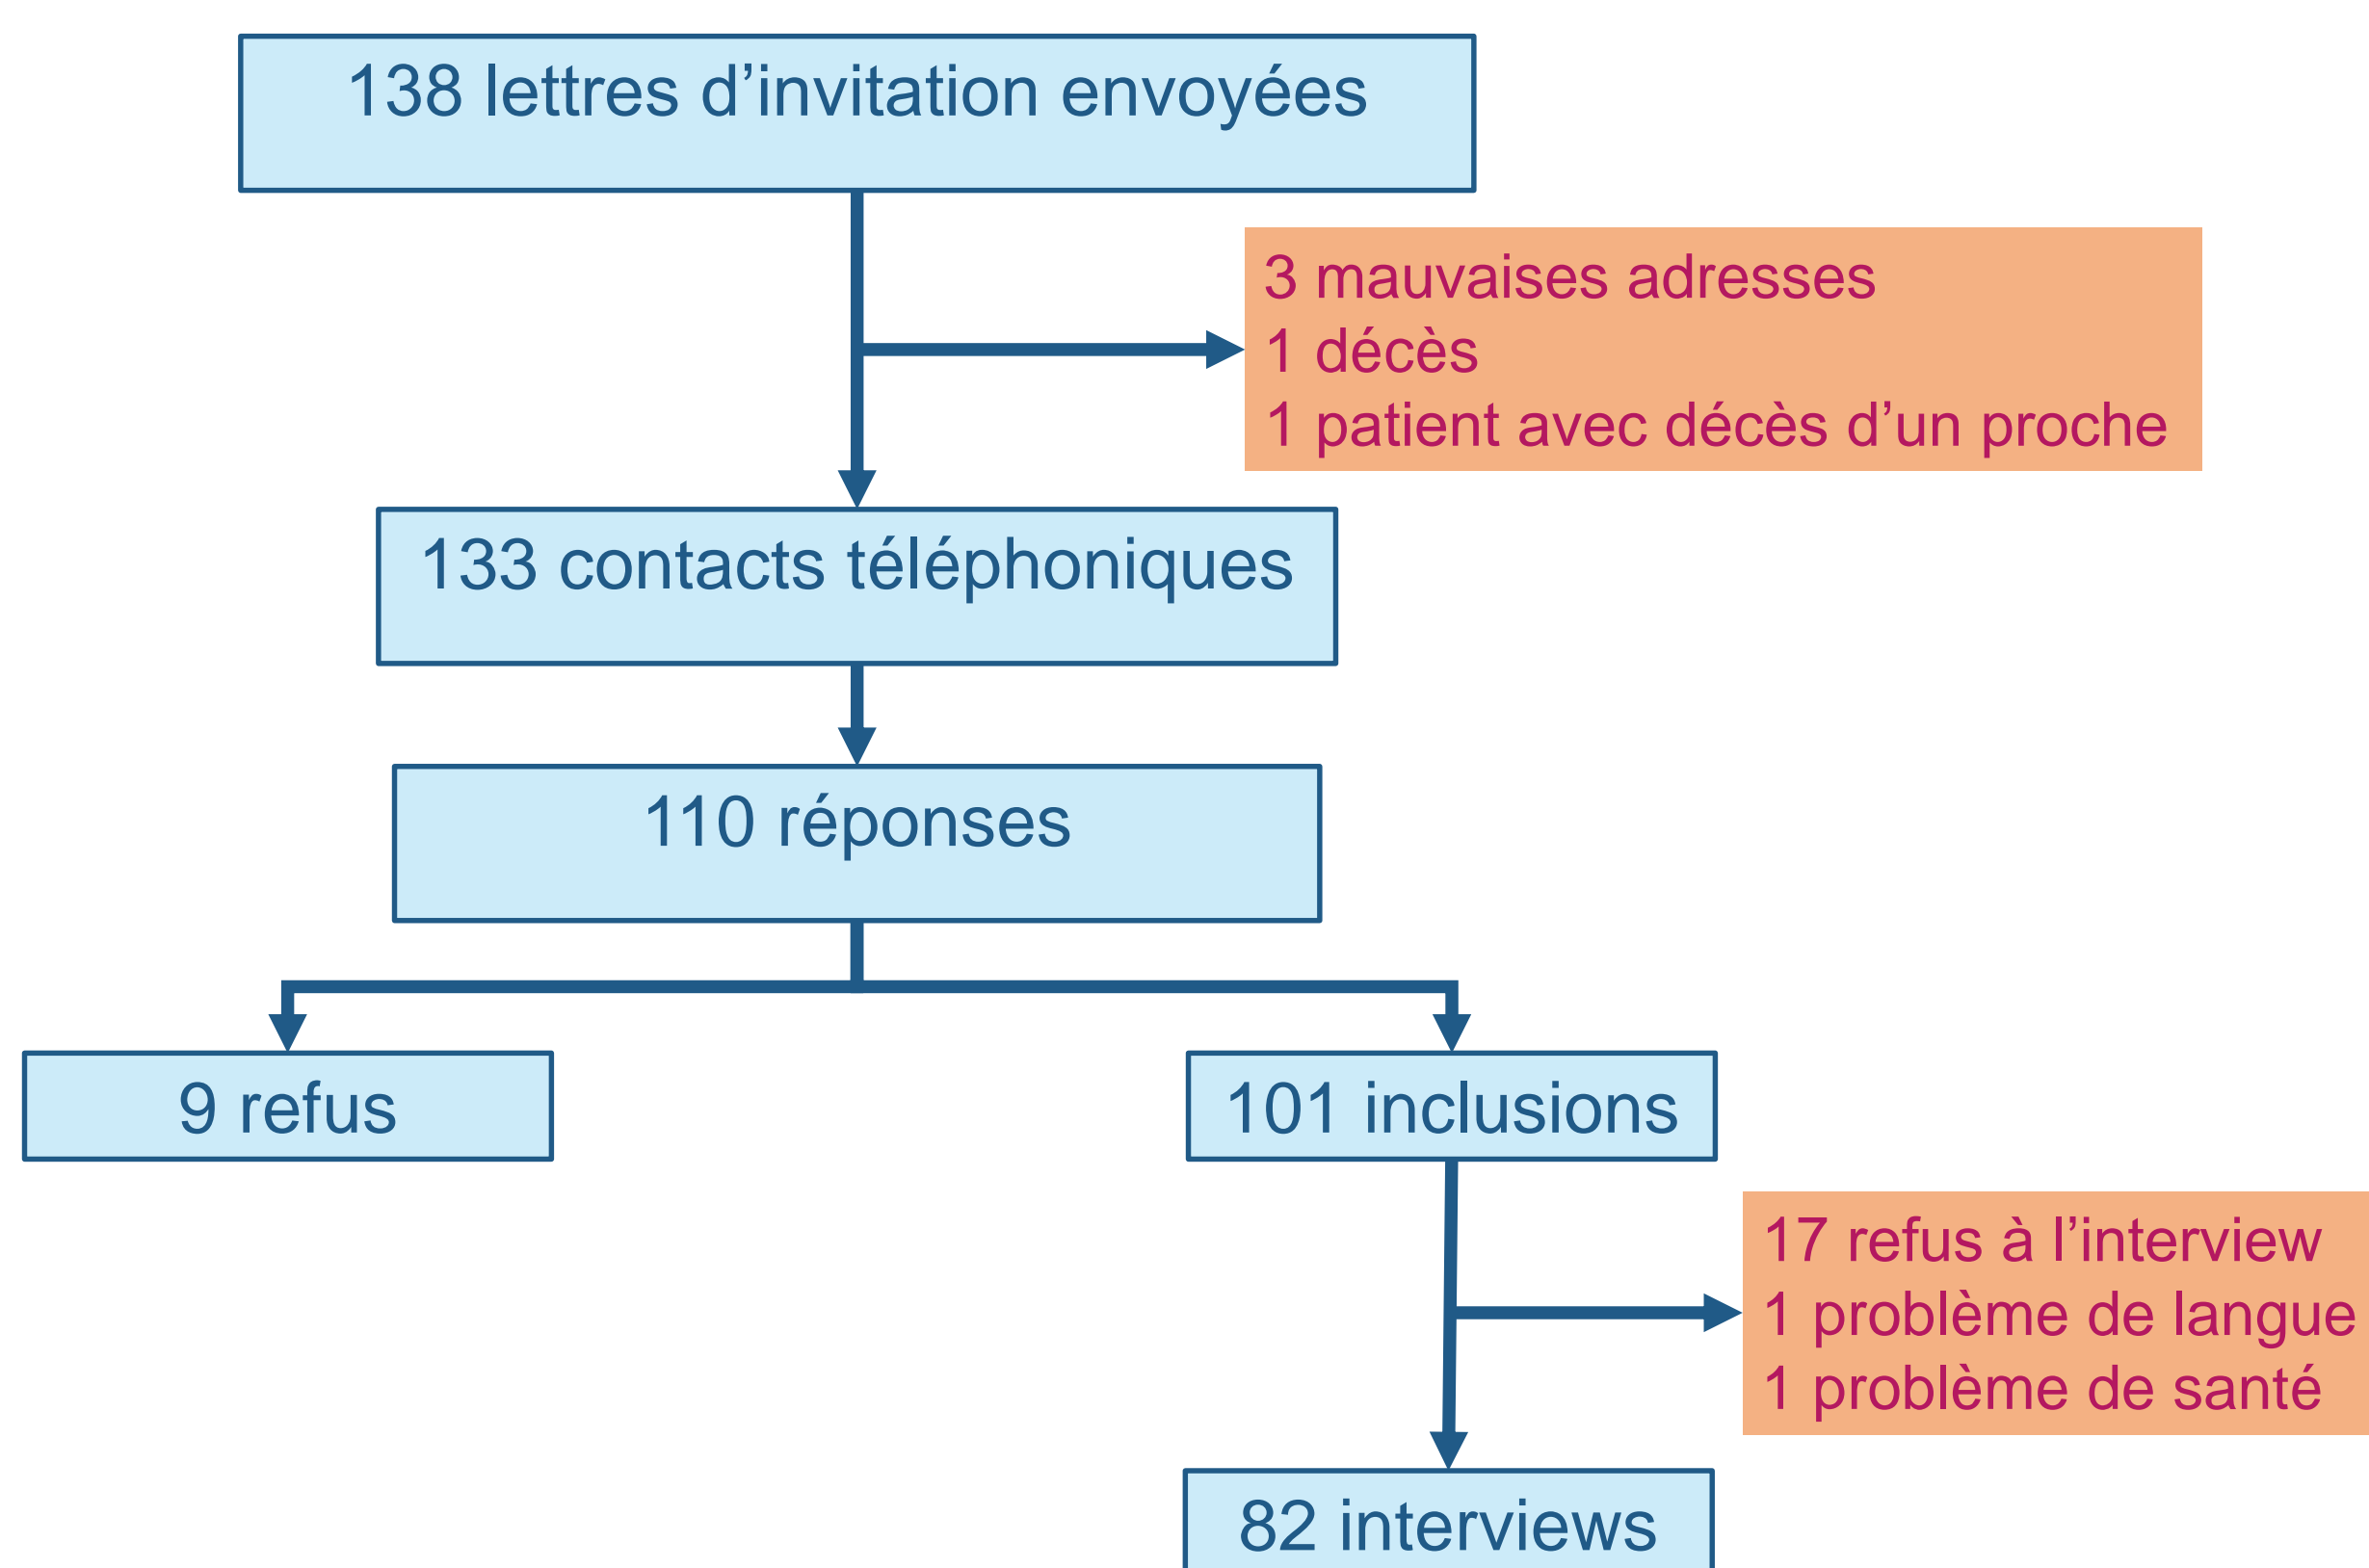 138 lettres d’invitation envoyées
3 mauvaises adresses
1 décès
1 patient avec décès d’un proche
133 contacts téléphoniques
110 réponses
9 refus
101 inclusions
17 refus à l’interview
1 problème de langue
1 problème de santé
82 interviews